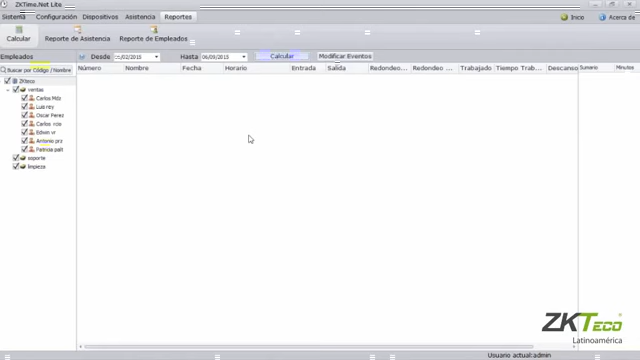 ZKTime.Net Lite
Sistema Configuración Dispositivos Asistencia Reportes Inicio Acerca de
Calcular Reporte de Asistencia Reporte de Empleados
Empleados Desde /02/2015 Hasta 06/09/2015 Calcular Modificar Eventos
Buscar por Código / Nombre Número Nombre Fecha Horario Entrada Salida Redondeo... Redondeo ... Trabajado Tiempo Trab... Descanso Sumario Minutos
ZKteco
ventas
Carlos Mdz
Luis rey
Oscar Perez
Carlos
Edwin vr
Antonio prz
Patricia palt
soporte
limpieza
ZKTeco
Latinoamérica
Usuario actual:admin